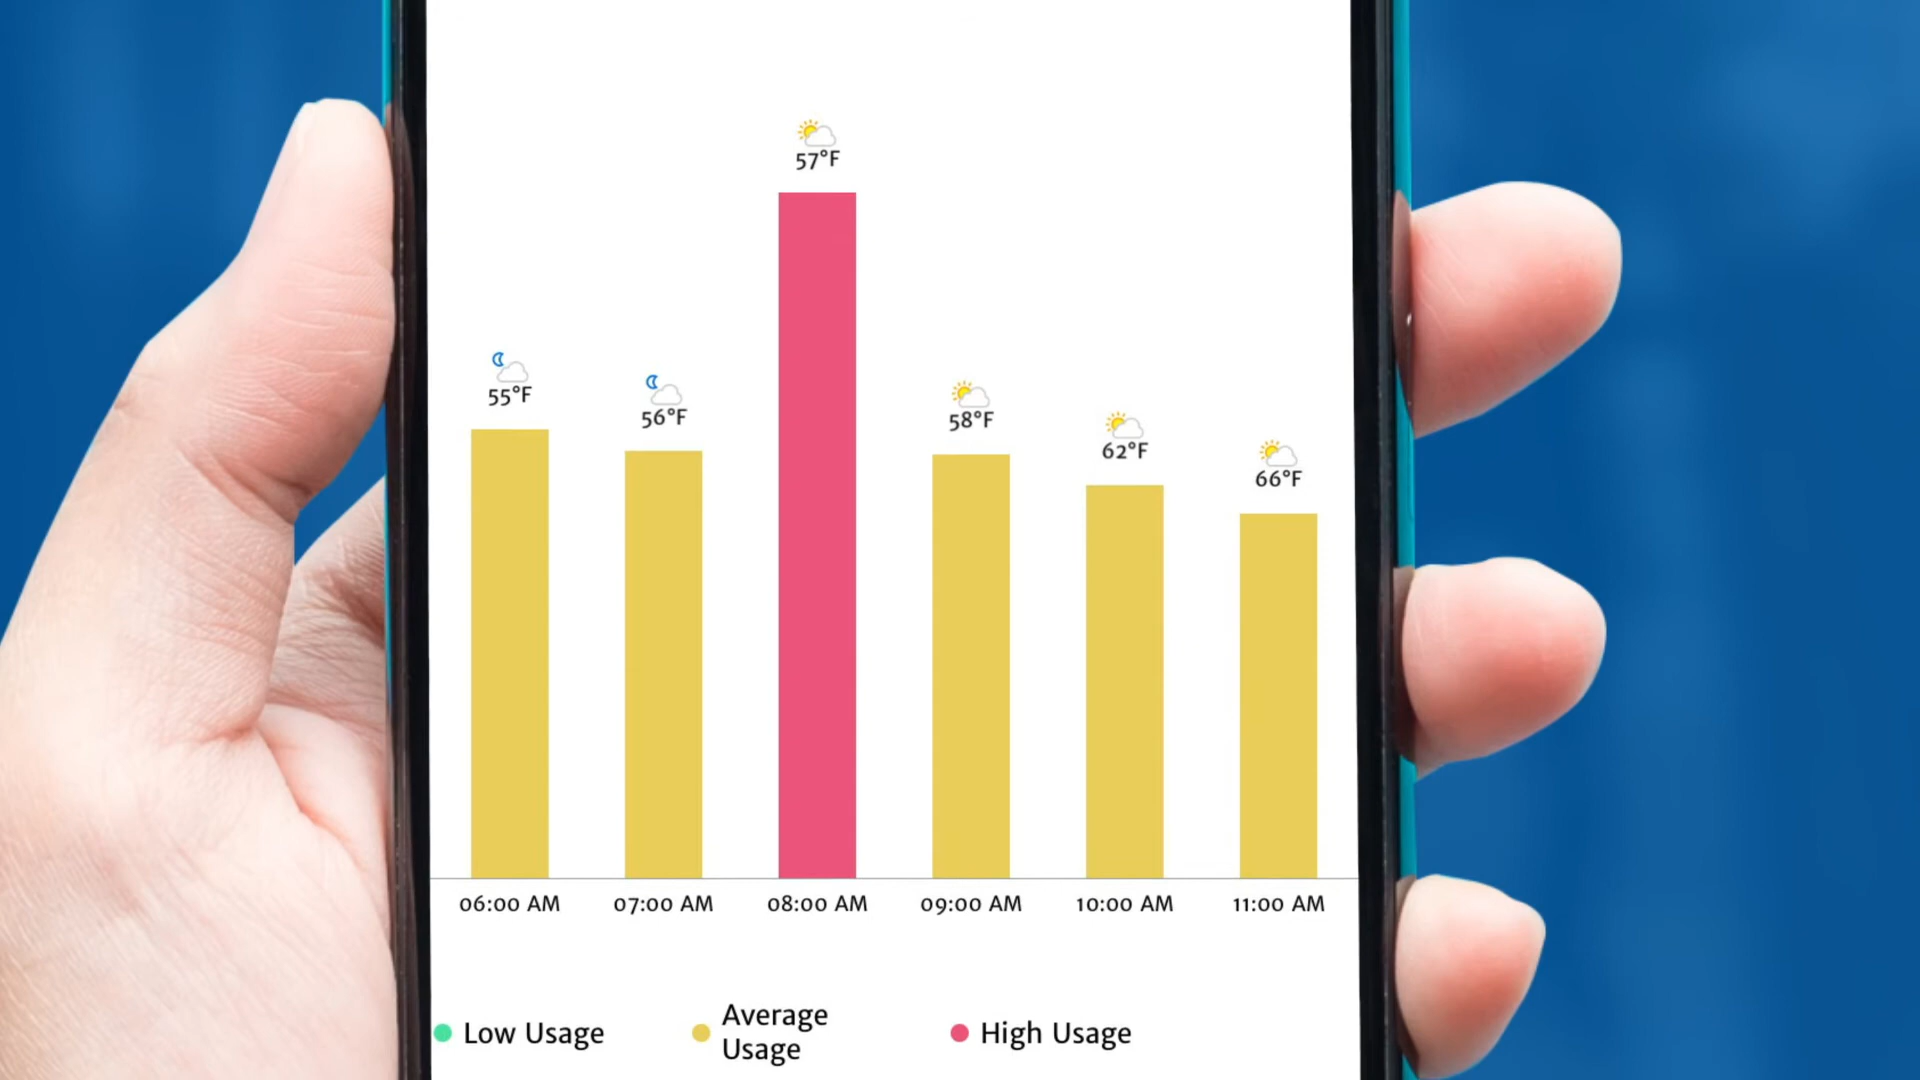 57°F
55°F
56°F
58°F
62°F
66°F
06:00 AM 07:00 AM 08:00 AM 09:00 AM 10:00 AM 11:00 AM
Low Usage
Average
Usage
High Usage